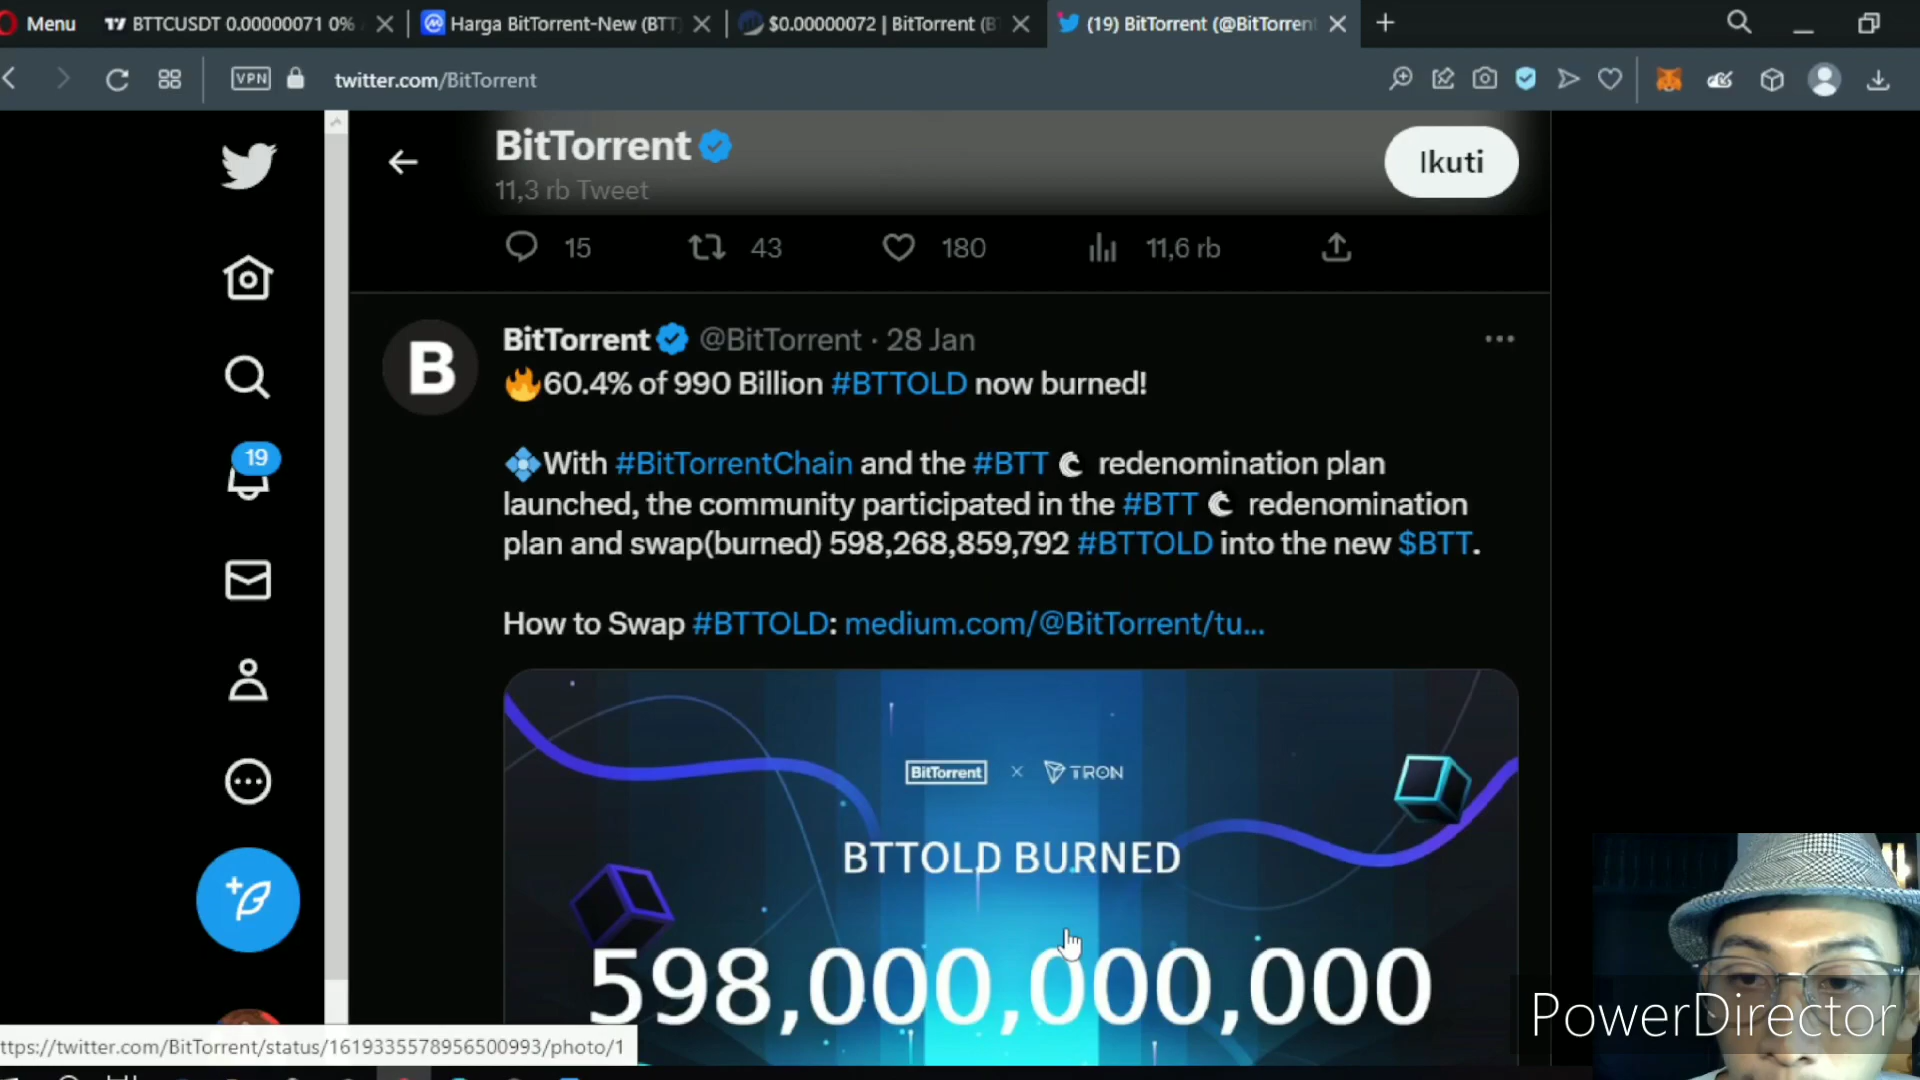 Menu
BTTCUSDT 0.00000071 0%
Harga BitTorrent-New (BTT)
$0.00000072 | BitTorrent (B
(19) BitTorrent (@BitTorrent
VPN
twitter.com/BitTorrent
BitTorrent
11,3 rb Tweet
Ikuti
15
43
180
11,6 rb
BitTorrent @BitTorrent · 28 Jan
60.4% of 990 Billion #BTTOLD now burned!
With #BitTorrentChain and the #BTT redenomination plan
launched, the community participated in the #BTT redenomination
plan and swap(burned) 598,268,859,792 #BTTOLD into the new $BTT.
How to Swap #BTTOLD: medium.com/@BitTorrent/tu...
19
B
BitTorrent × TRON
BTTOLD BURNED
598,000,000,000
ttps://twitter.com/BitTorrent/status/1619335578956500993/photo/1
PowerDirector